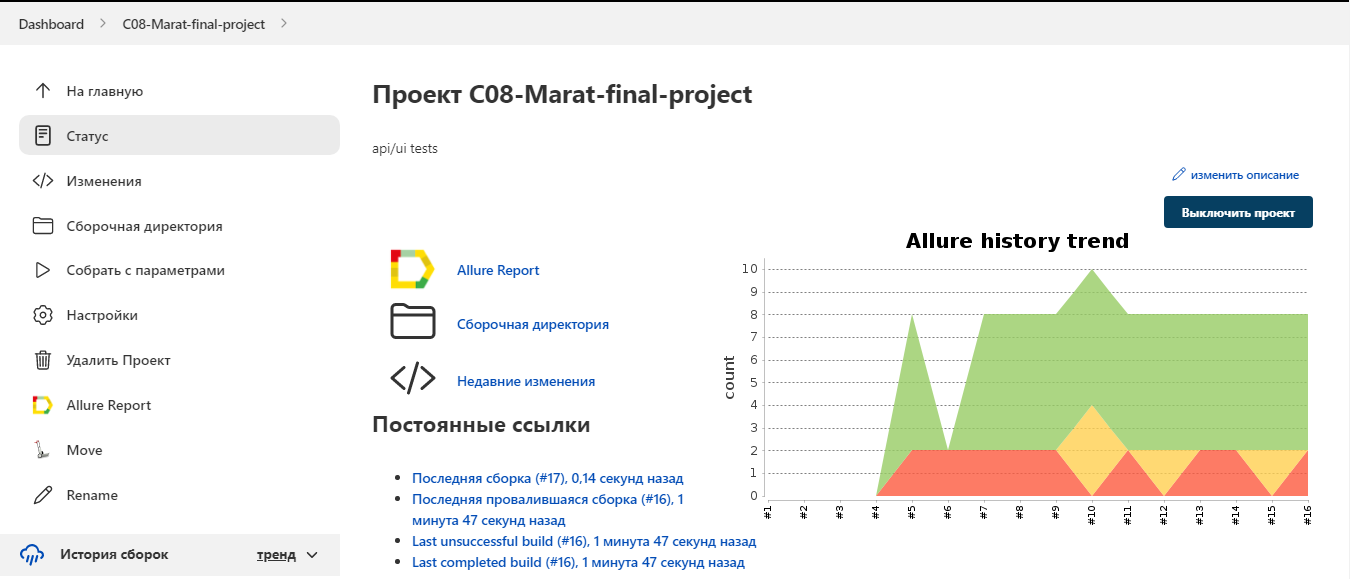 Dashboard
C08-Marat-final-project
На главную
Статус
Изменения
Сборочная директория
Собрать с параметрами
Настройки
Удалить Проект
Allure Report
Move
Rename
История сборок
тренд
Проект C08-Marat-final-project
api/ui tests
изменить описание
Выключить проект
Allure Report
Сборочная директория
Недавние изменения
Постоянные ссылки
Последняя сборка (#17), 0,14 секунд назад
Последняя провалившаяся сборка (#16), 1
минута 47 секунд назад
Last unsuccessful build (#16), 1 минута 47 секунд назад
Last completed build (#16), 1 минута 47 секунд назад
Allure history trend
count
10
9
8
7
6
5
4
3
2
1
0
#1
#2
#3
#4
#5
#6
#7
#8
#9
#10
#11
#12
#13
#14
#15
#16